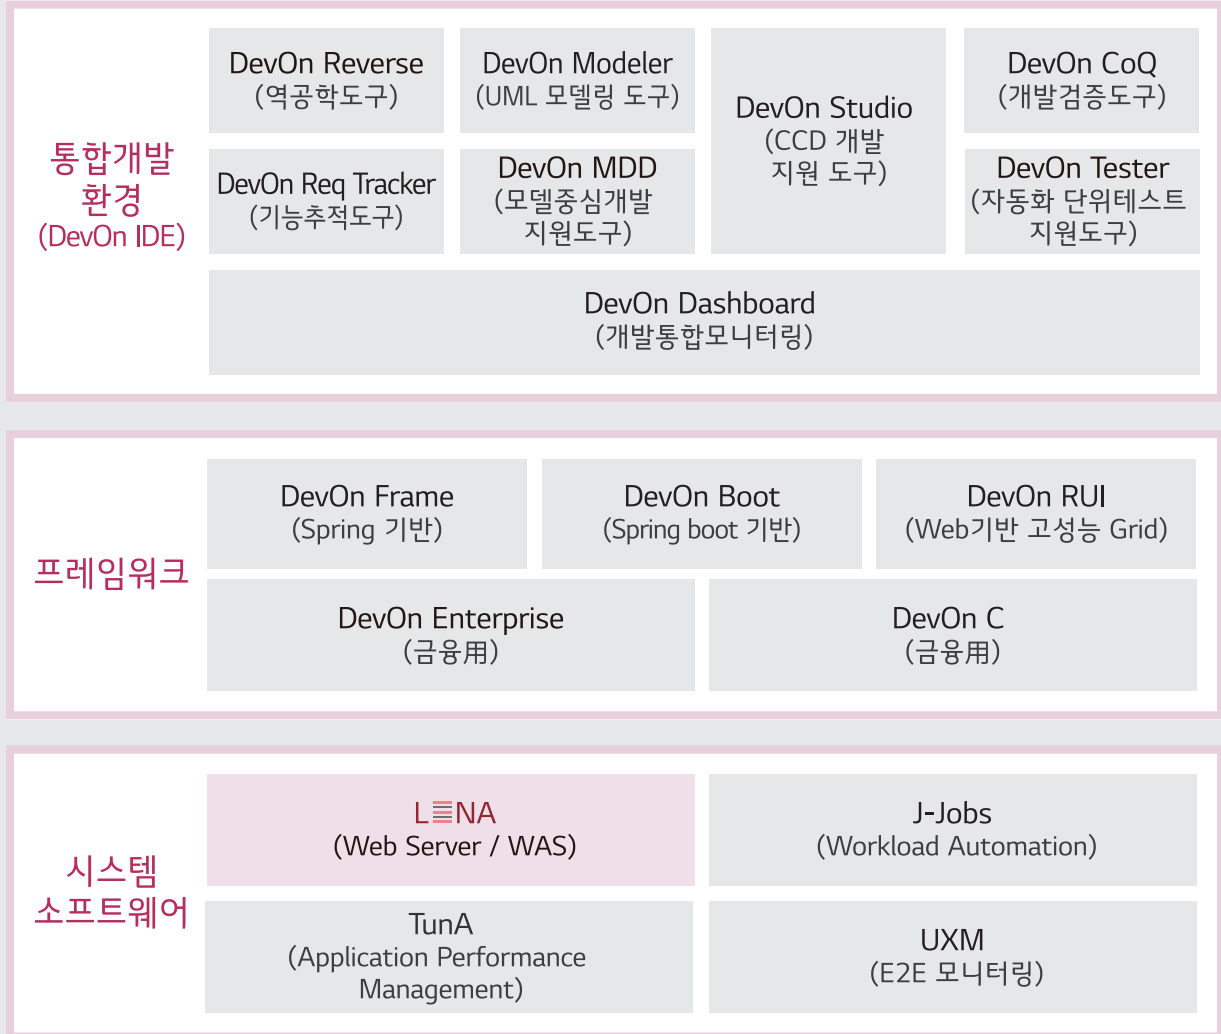 통합개발
환경
(DevOn IDE)
DevOn Reverse
(역공학도구)
DevOn Modeler
(UML 모델링 도구)
DevOn Studio
(CCD 개발
지원 도구)
DevOn CoQ
(개발검증도구)
DevOn Req Tracker
(기능추적도구)
DevOn MDD
(모델중심개발
지원도구)
DevOn Tester
(자동화 단위테스트
지원도구)
DevOn Dashboard
(개발통합모니터링)
프레임워크
DevOn Frame
(Spring 기반)
DevOn Boot
(Spring boot 기반)
DevOn RUI
(Web기반 고성능 Grid)
DevOn Enterprise
(금융用)
DevOn C
(금융用)
시스템
소프트웨어
LENA
(Web Server / WAS)
J-Jobs
(Workload Automation)
TunA
(Application Performance
Management)
UXM
(E2E 모니터링)